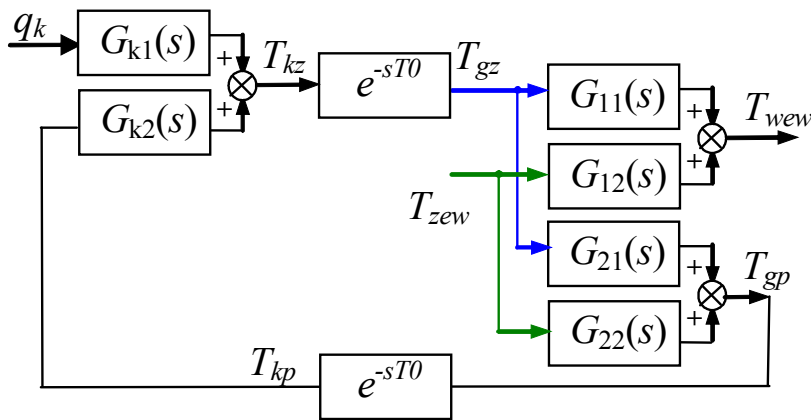 q_k
G_k1(s)
+
T_kz
e^-sT0
T_gz
G_11(s)
+
T_wew
G_k2(s)
+
G_12(s)
+
T_zew
G_21(s)
+
T_gp
G_22(s)
+
T_kp
e^-sT0